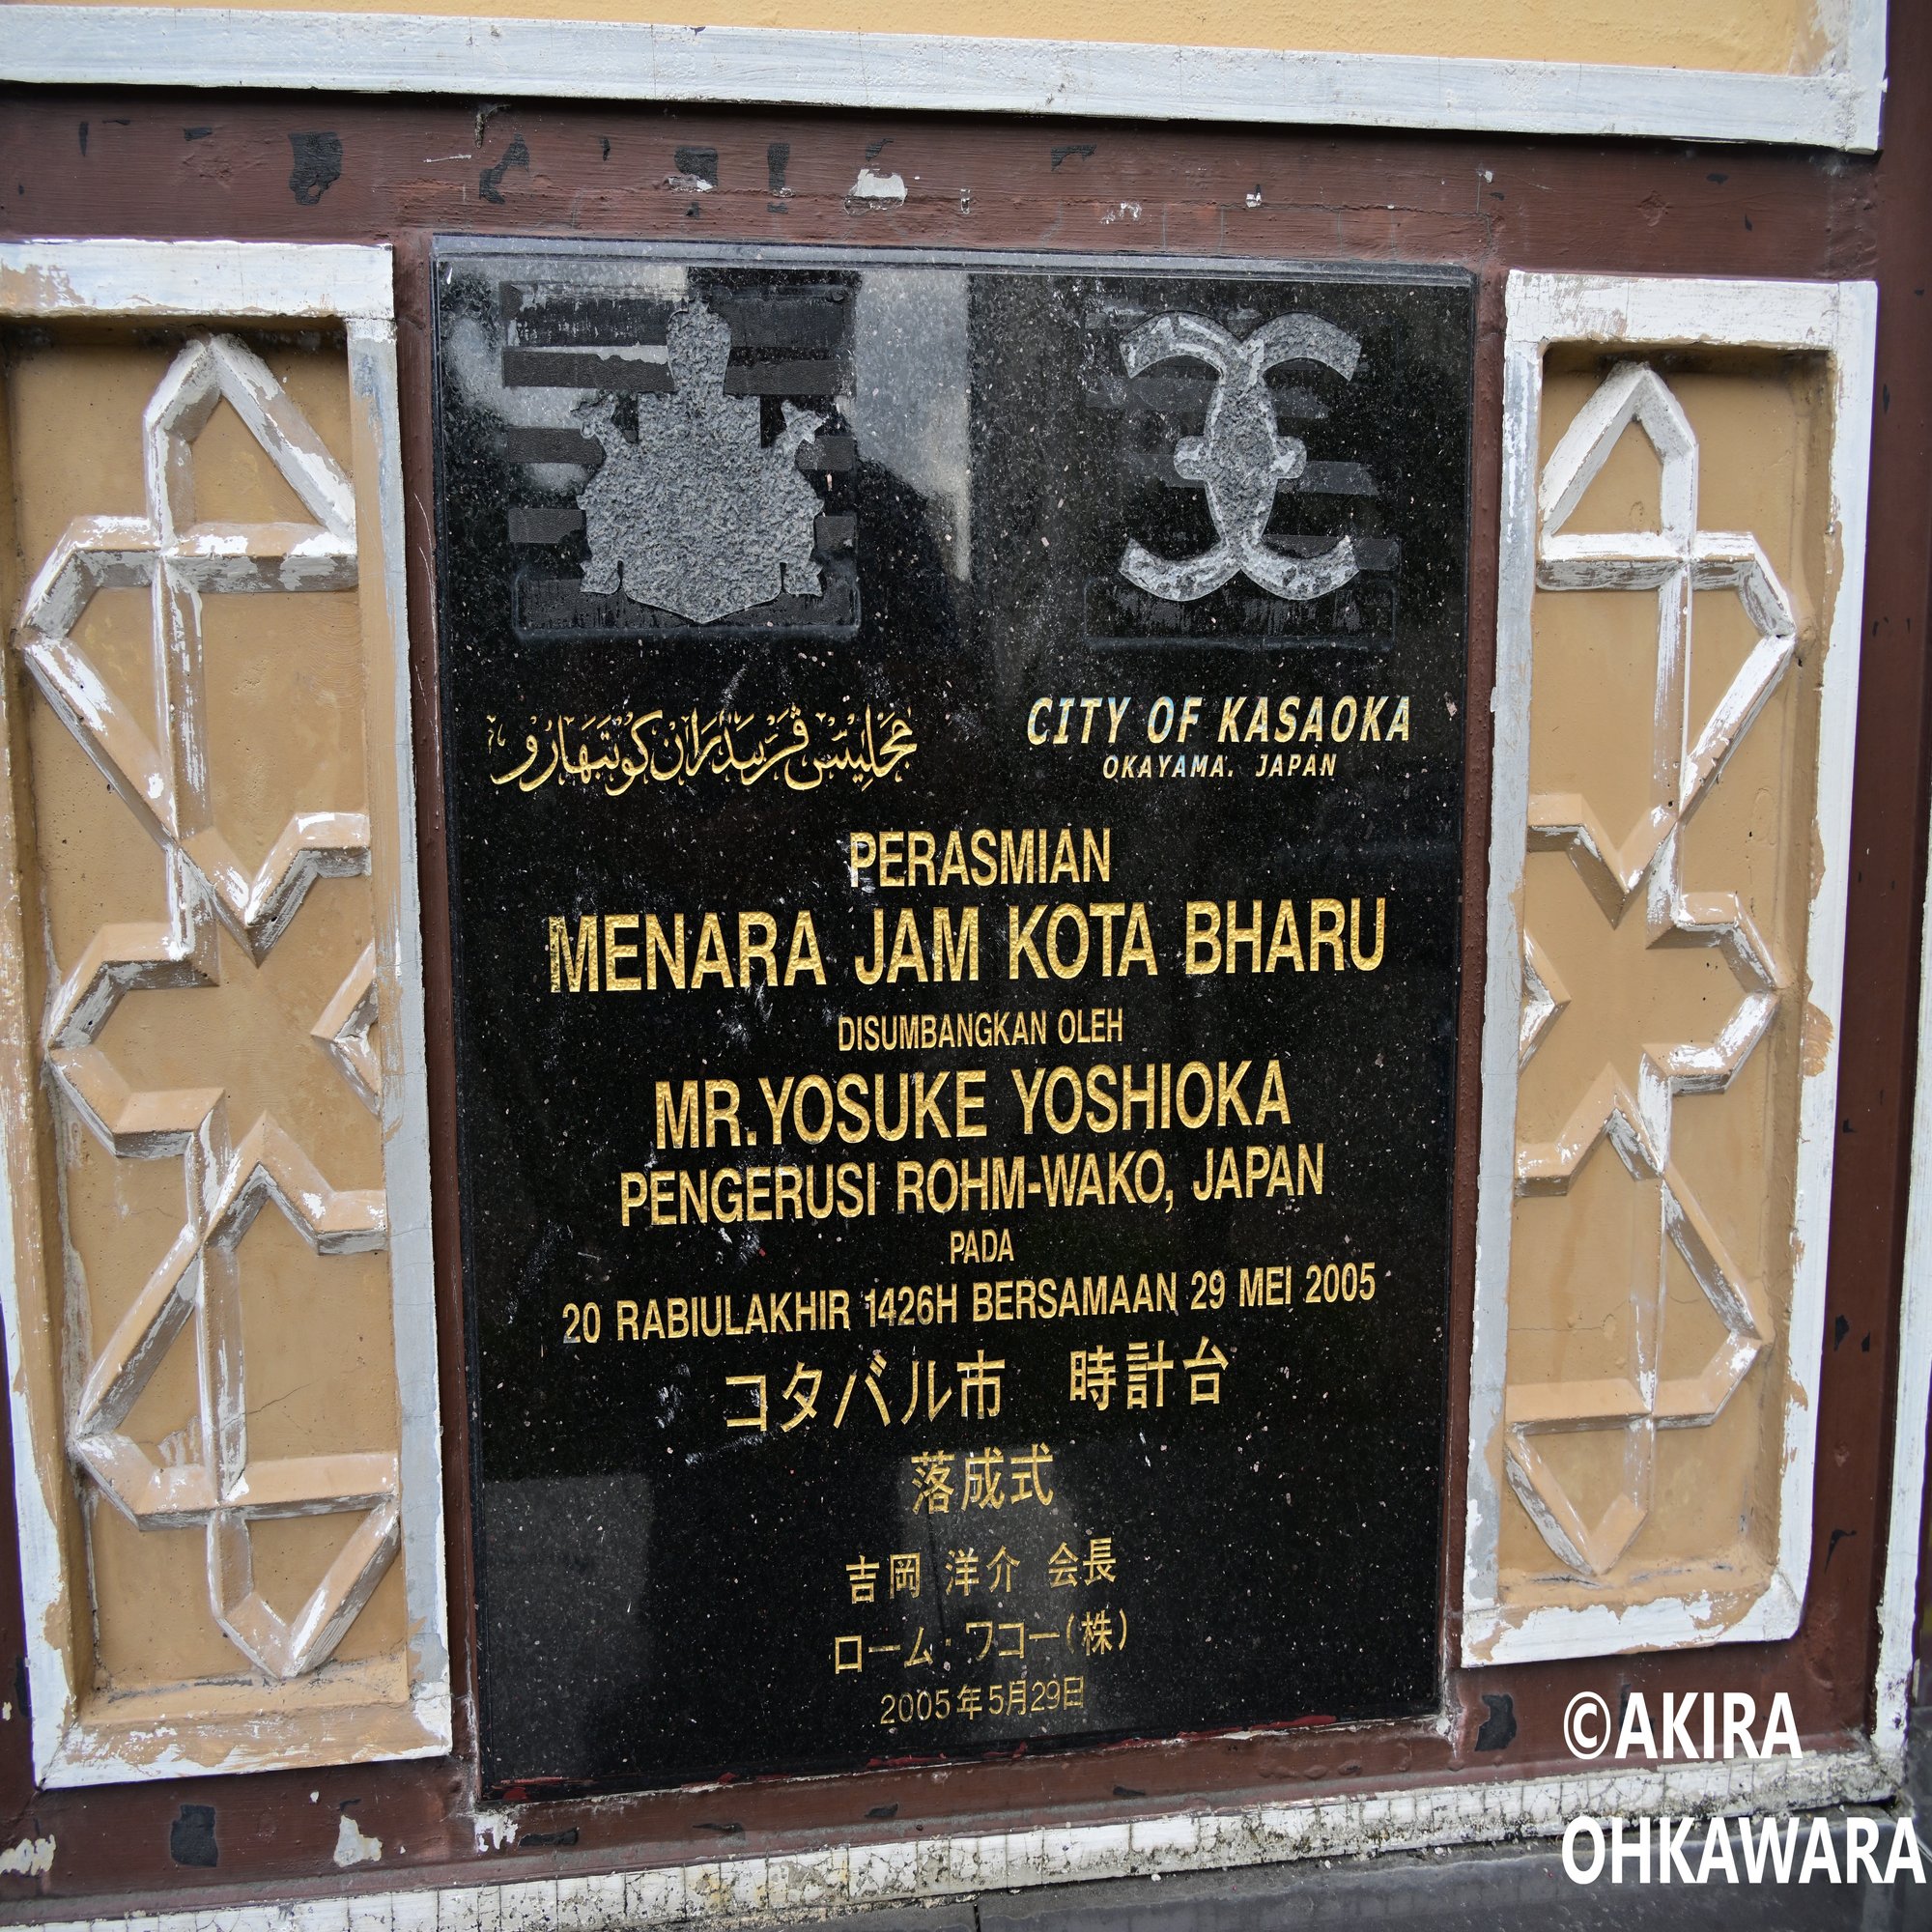 مجليس ڤربندران كوتا بهارو
CITY OF KASAOKA
OKAYAMA. JAPAN
PERASMIAN
MENARA JAM KOTA BHARU
DISUMBANGKAN OLEH
MR.YOSUKE YOSHIOKA
PENGERUSI ROHM-WAKO, JAPAN
PADA
20 RABIULAKHIR 1426H BERSAMAAN 29 MEI 2005
コタバル市 時計台
落成式
吉岡 洋介 会長
ローム・ワコー(株)
2005年5月29日
©AKIRA
OHKAWARA